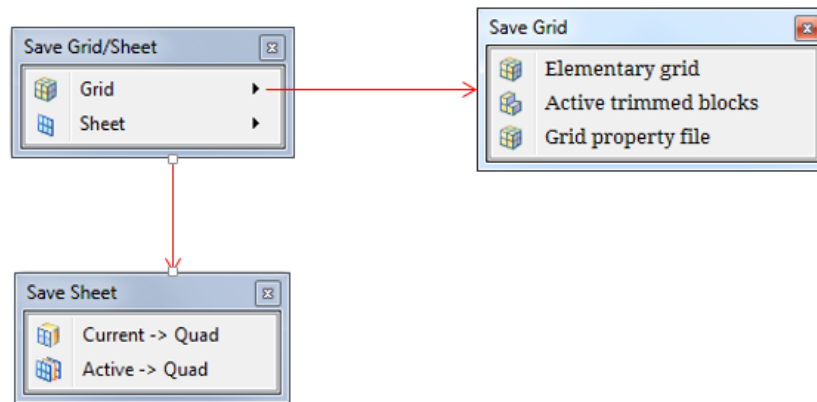 Save Grid/Sheet
Grid
Sheet
Save Grid
Elementary grid
Active trimmed blocks
Grid property file
Save Sheet
Current -> Quad
Active -> Quad